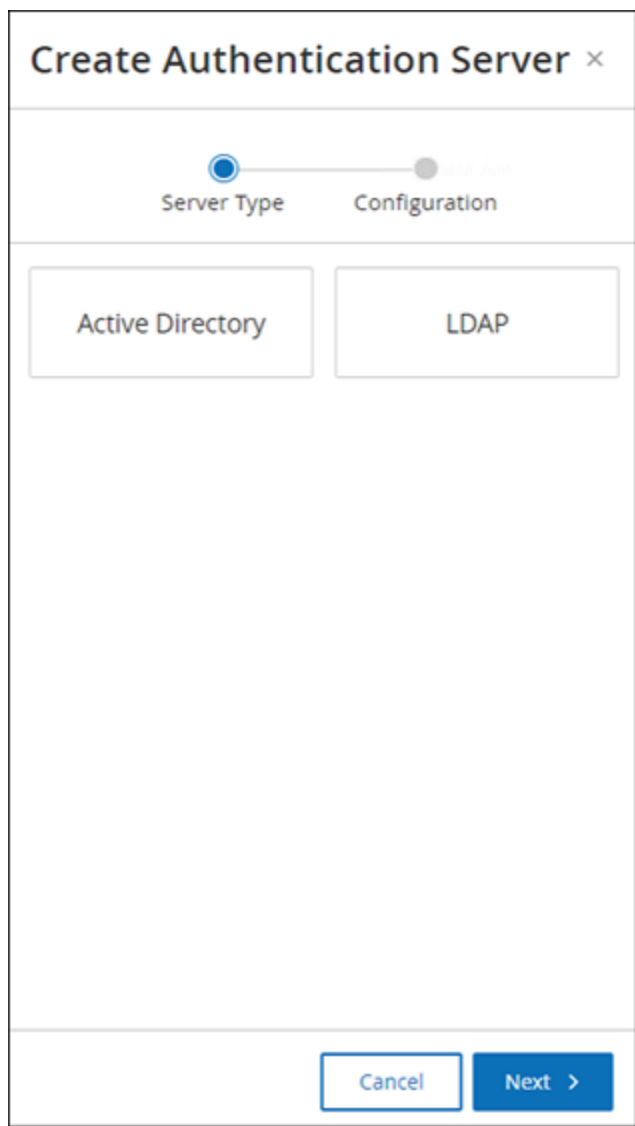 Create Authentication Server ×
Server Type Configuration
Active Directory LDAP
Cancel Next >